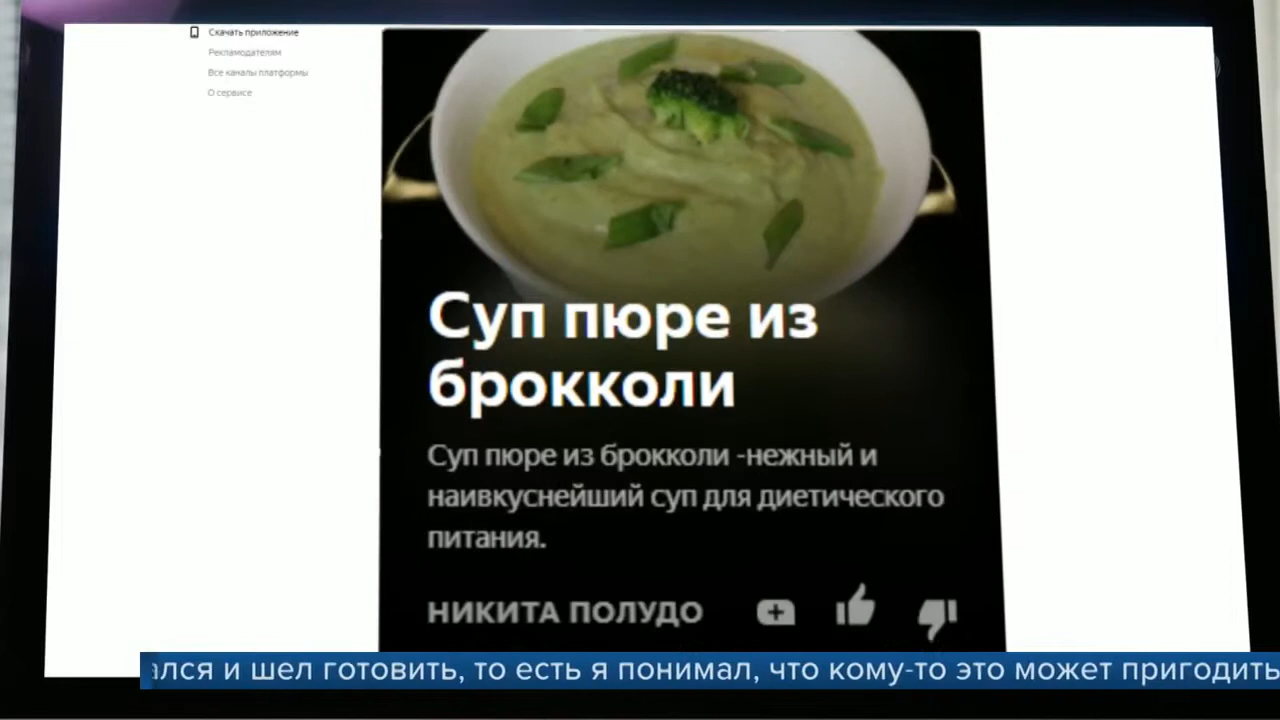 Скачать приложение
Рекламодателям
Все каналы платформы
О сервисе
Суп пюре из
брокколи
Суп пюре из брокколи -нежный и
наивкуснейший суп для диетического
питания.
НИКИТА ПОЛУДО
ался и шел готовить, то есть я понимал, что кому-то это может пригодить